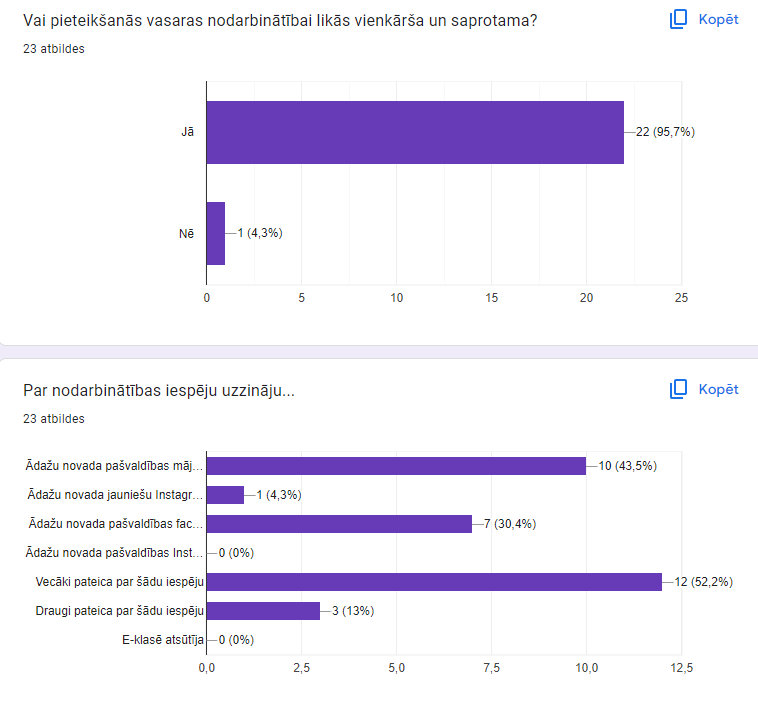 Vai pieteikšanās vasaras nodarbinātībai likās vienkārša un saprotama?
Kopēt
23 atbildes
Jā
22 (95,7%)
Nē
1 (4,3%)
0
5
10
15
20
25
Par nodarbinātības iespēju uzzināju...
Kopēt
23 atbildes
Ādažu novada pašvaldības māj...
10 (43,5%)
Ādažu novada jauniešu Instagr...
1 (4,3%)
Ādažu novada pašvaldības fac...
7 (30,4%)
Ādažu novada pašvaldības Inst...
0 (0%)
Vecāki pateica par šādu iespēju
12 (52,2%)
Draugi pateica par šādu iespēju
3 (13%)
E-klasē atsūtīja
0 (0%)
0,0
2,5
5,0
7,5
10,0
12,5